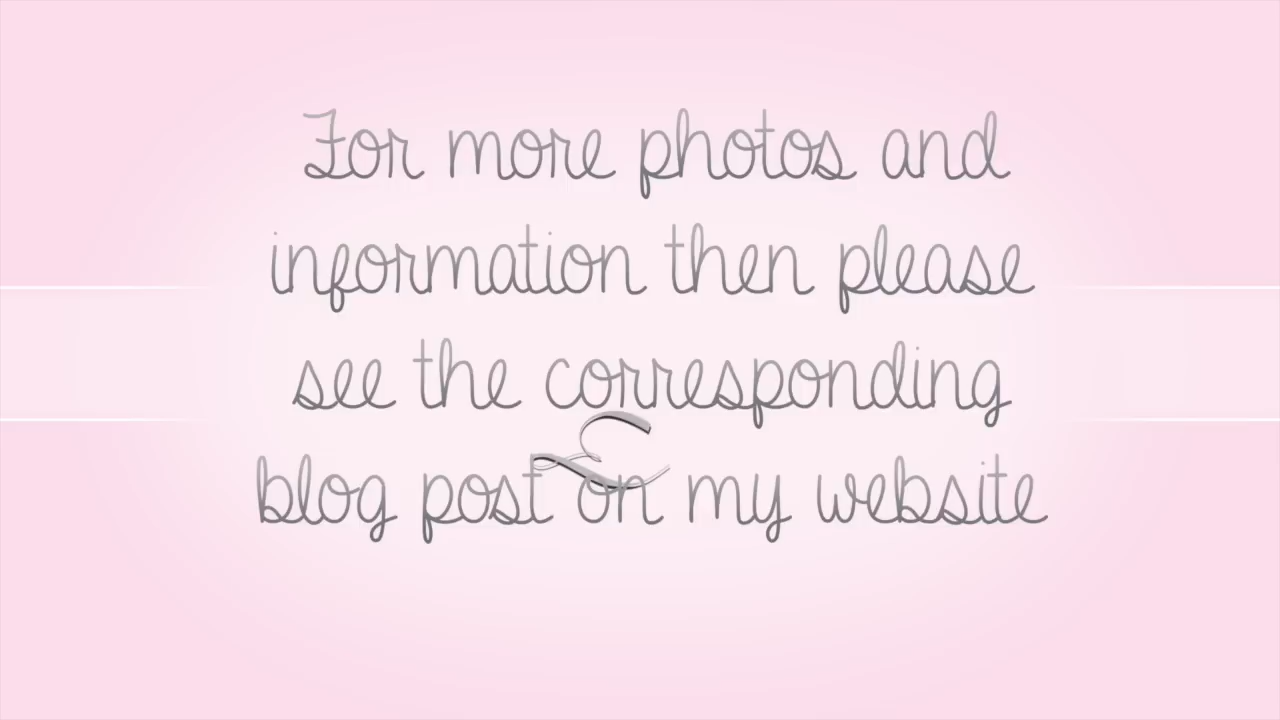 For more photos and
information then please
see the corresponding
blog post on my website